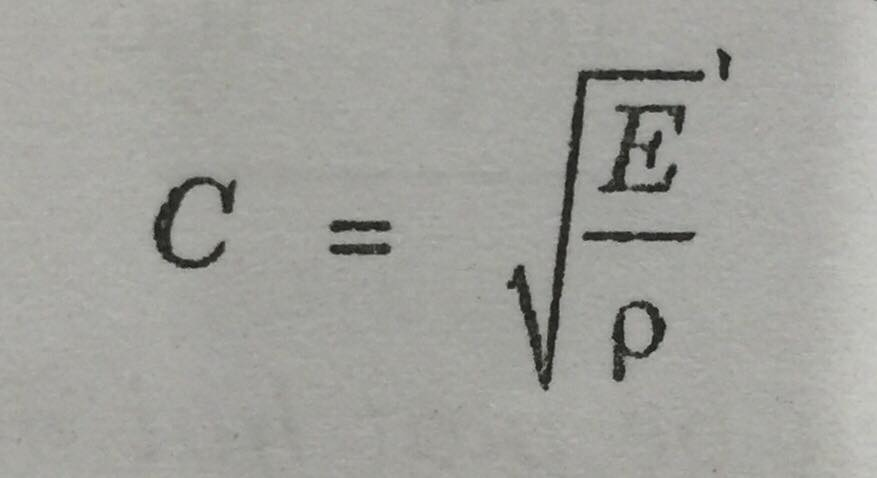 C = √(E/ρ)